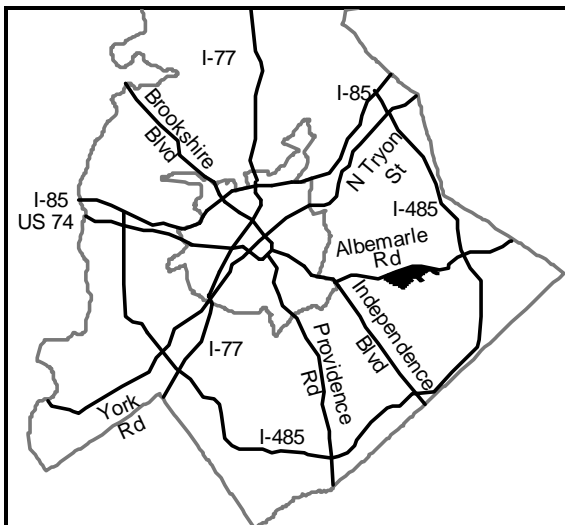 I-77
I-85
Brookshire
Blvd
N Tryon
St
I-85
US 74
I-485
Albemarle
Rd
Independence
Blvd
Providence
Rd
I-77
York
Rd
I-485